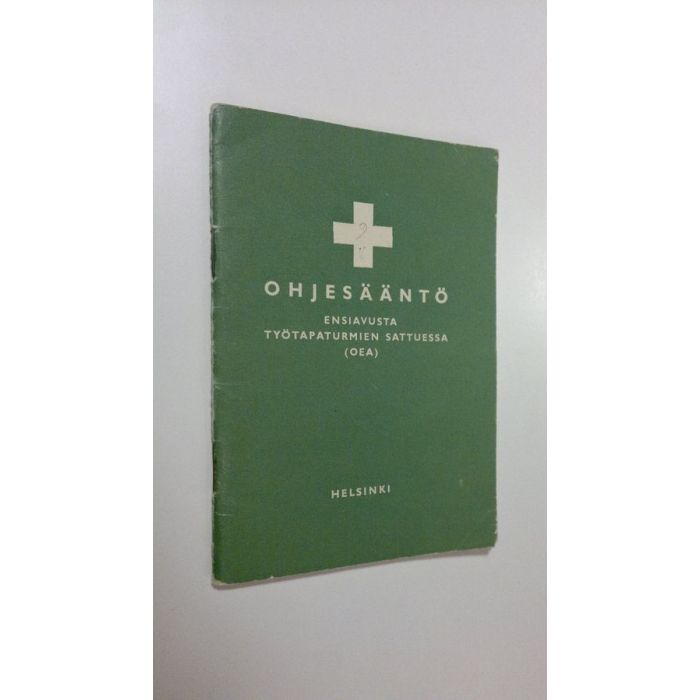 OHJESÄÄNTÖ
ENSIAVUSTA
TYÖTAPATURMIEN SATTUESSA
(OEA)
HELSINKI